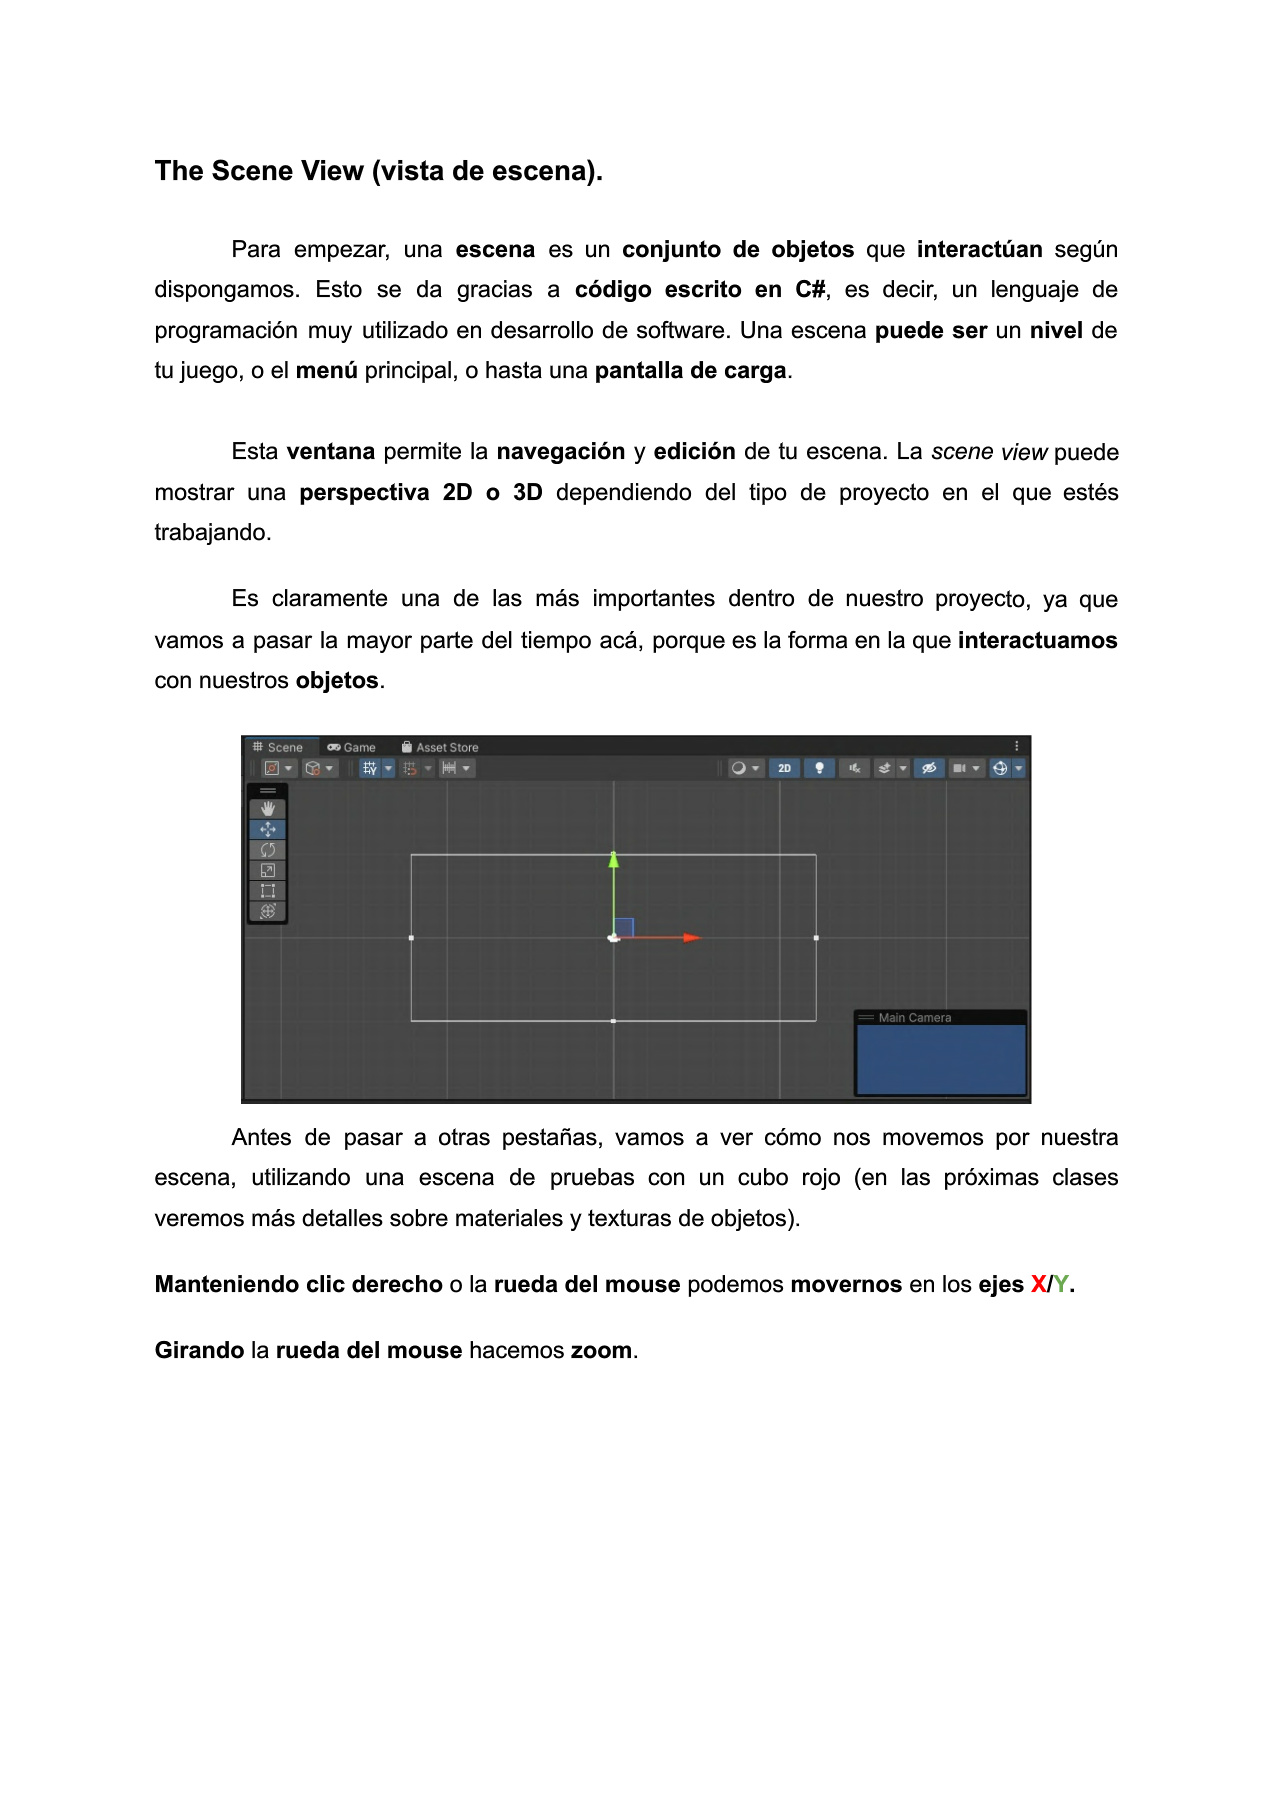 The Scene View (vista de escena).
Para empezar, una escena es un conjunto de objetos que interactúan según
dispongamos. Esto se da gracias a código escrito en C#, es decir, un lenguaje de
programación muy utilizado en desarrollo de software. Una escena puede ser un nivel de
tu juego, o el menú principal, o hasta una pantalla de carga.
Esta ventana permite la navegación y edición de tu escena. La scene view puede
mostrar una perspectiva 2D o 3D dependiendo del tipo de proyecto en el que estés
trabajando.
Es claramente una de las más importantes dentro de nuestro proyecto, ya que
vamos a pasar la mayor parte del tiempo acá, porque es la forma en la que interactuamos
con nuestros objetos.
Scene Game Asset Store
2D
Main Camera
Antes de pasar a otras pestañas, vamos a ver cómo nos movemos por nuestra
escena, utilizando una escena de pruebas con un cubo rojo (en las próximas clases
veremos más detalles sobre materiales y texturas de objetos).
Manteniendo clic derecho o la rueda del mouse podemos movernos en los ejes X/Y.
Girando la rueda del mouse hacemos zoom.